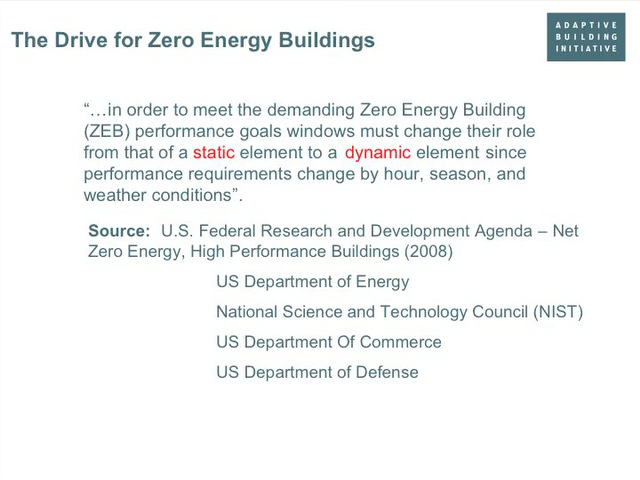 The Drive for Zero Energy Buildings
ADAPTIVE
BUILDING
INITIATIVE
“…in order to meet the demanding Zero Energy Building
(ZEB) performance goals windows must change their role
from that of a static element to a dynamic element since
performance requirements change by hour, season, and
weather conditions”.
Source: U.S. Federal Research and Development Agenda – Net
Zero Energy, High Performance Buildings (2008)
US Department of Energy
National Science and Technology Council (NIST)
US Department Of Commerce
US Department of Defense